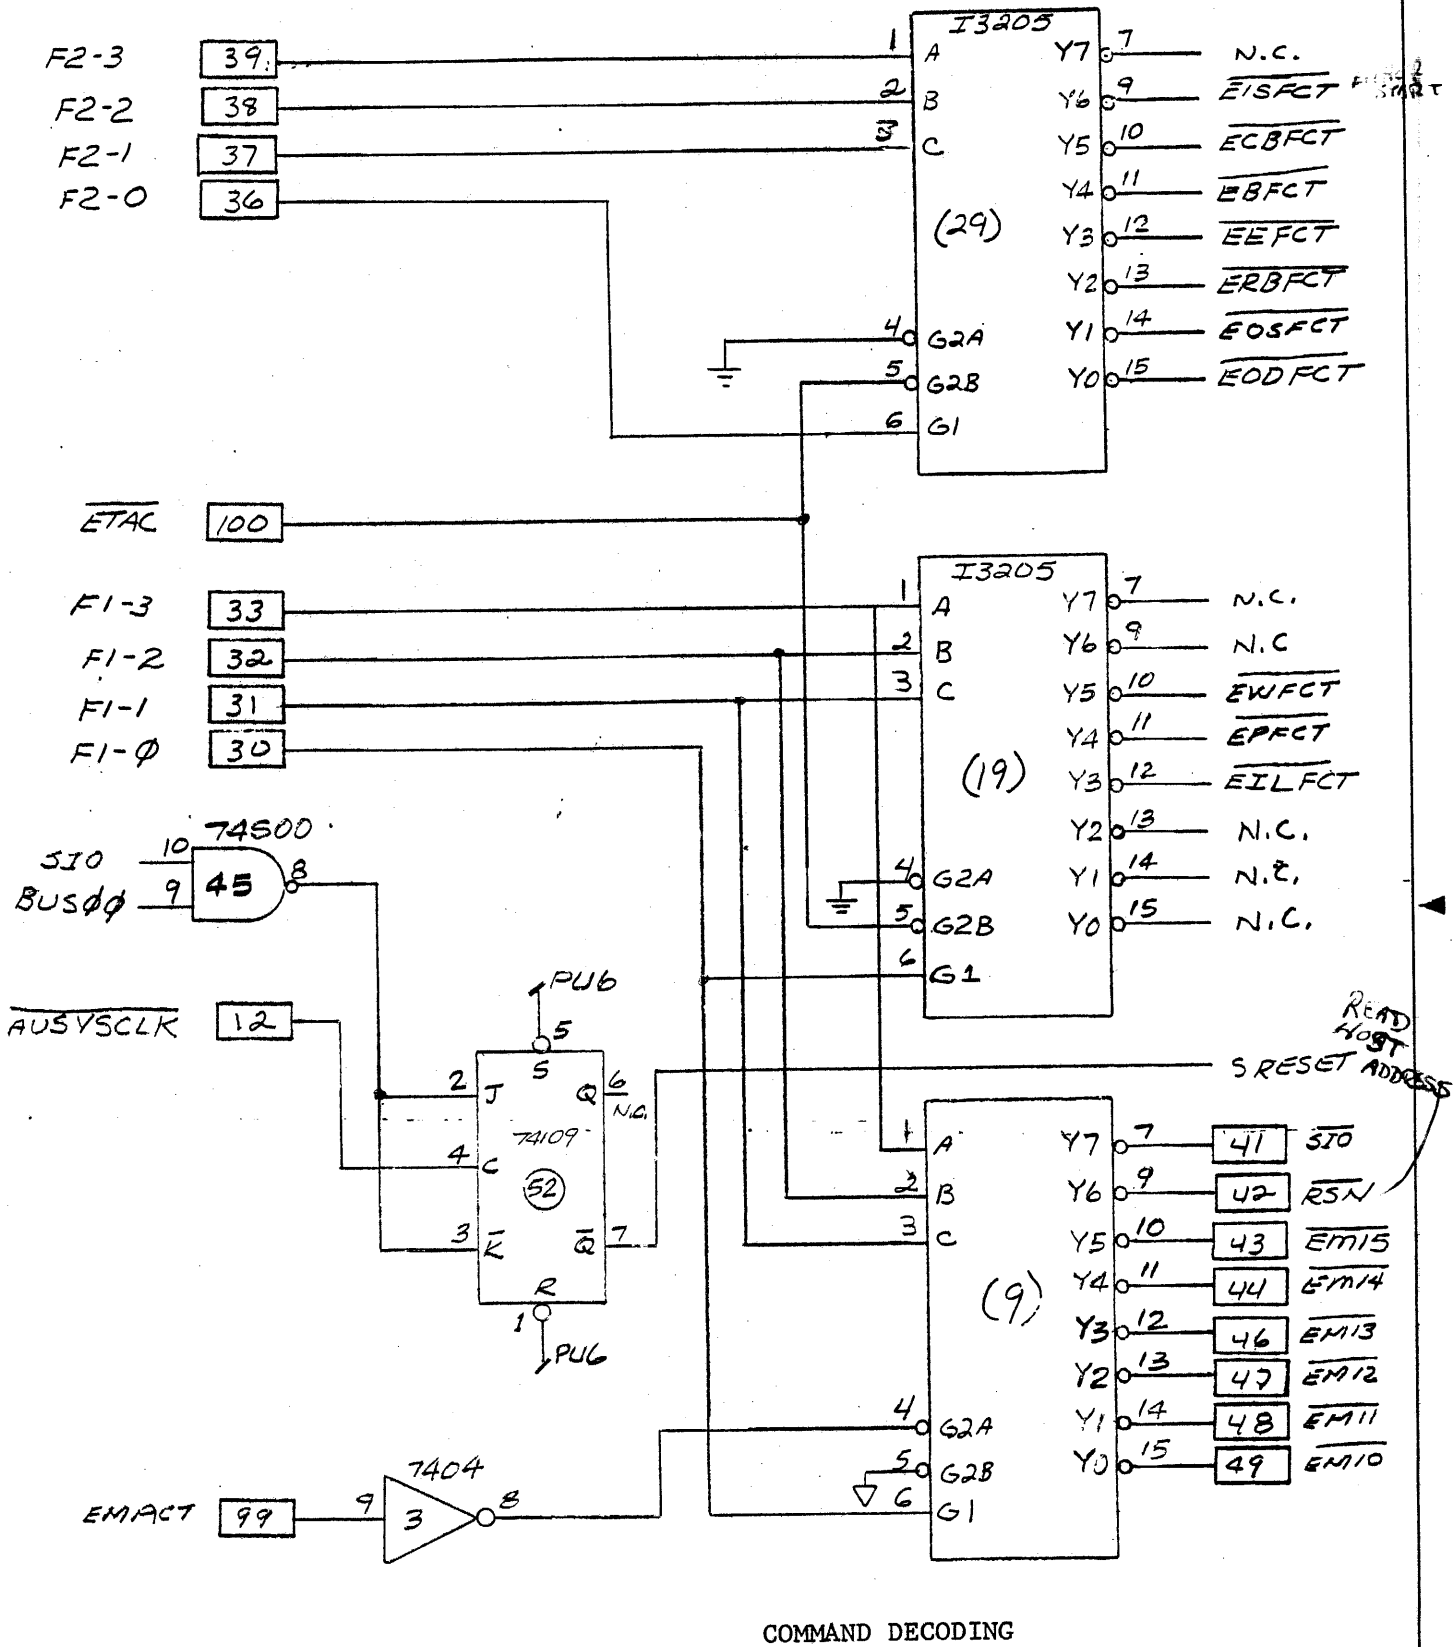 I3205
F2-3 39 1 A Y7 7 N.C.
F2-2 38 2 B Y6 9 EISFCT START
F2-1 37 3 C Y5 10 ECBFCT
F2-0 36 Y4 11 EBFCT
(29) Y3 12 EEFCT
Y2 13 ERBFCT
4 G2A Y1 14 EOSFCT
5 G2B Y0 15 EODFCT
6 G1
ETAC 100
I3205
F1-3 33 1 A Y7 7 N.C.
F1-2 32 2 B Y6 9 N.C
F1-1 31 3 C Y5 10 EWFCT
F1-Ø 30 Y4 11 EPFCT
(19) Y3 12 EILFCT
74S00 Y2 13 N.C.
SIO 10 45 8 4 G2A Y1 14 N.C.
BUSØØ 9 5 G2B Y0 15 N.C.
6 G1
PU6
AUSYSCLK 12 5 S
READ
HOST
ADDRESS
SRESET
2 J Q 6 N.C.
74109
4 C
52
3 K Q 7
R
1
PU6
1 A Y7 7 41 SIO
2 B Y6 9 42 RSN
3 C Y5 10 43 EM15
Y4 11 44 EM14
(9) Y3 12 46 EM13
Y2 13 47 EM12
4 G2A Y1 14 48 EM11
5 G2B Y0 15 49 EM10
6 G1
7404
EMACT 99 9 3 8
COMMAND DECODING